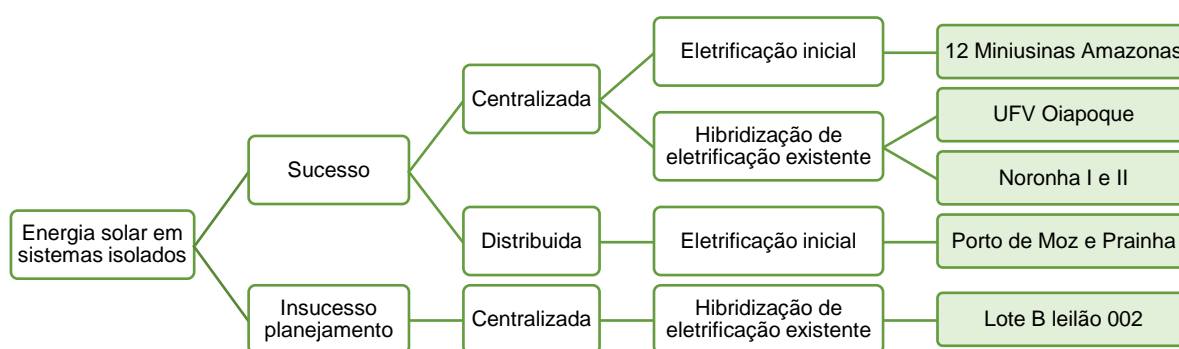 Eletrificação inicial
12 Miniusinas Amazonas
Centralizada
UFV Oiapoque
Hibridização de
eletrificação existente
Sucesso
Noronha I e II
Energia solar em
sistemas isolados
Distribuida
Eletrificação inicial
Porto de Moz e Prainha
Insucesso
planejamento
Centralizada
Hibridização de
eletrificação existente
Lote B leilão 002